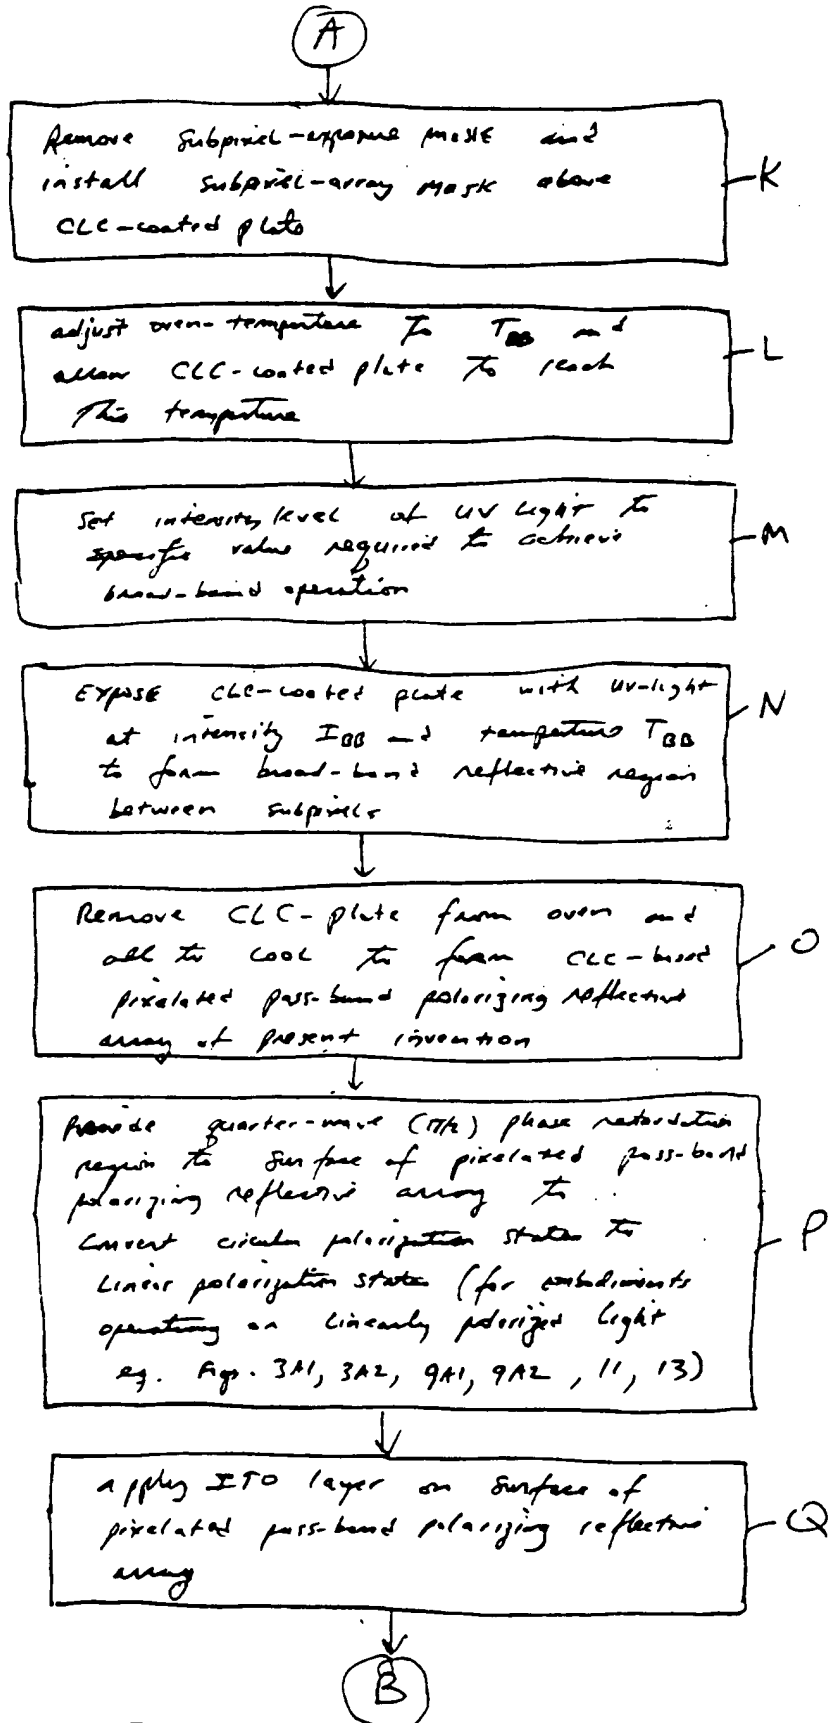 A
Remove Subpixel-exposure mask and
install subpixel-array mask above
CLC-coated plate
K
adjust oven-temperture to TBB and
allow CLC-coated plate to reach
This temperture
L
Set intensity level of UV light to
specific value required to achieve
broad-band operation
M
Expose CLC-coated plate with uv-light
at intensity IBB and temperture TBB
to form broad-band reflective region
between subpixels
N
Remove CLC-plate from oven and
all to cool to form CLC-based
pixelated pass-band polarizing reflective
array of present invention
O
Provide quarter-wave (π/2) phase retardation
region to surface of pixelated pass-band
polarizing reflective array to
Convert circular polarization states to
Linear polarization states (for embodiments
operating on Linearly polarized light
eg. Figs. 3A1, 3A2, 9A1, 9A2, 11, 13)
P
apply ITO layer on surface of
pixelated pass-band polarizing reflective
array
Q
B